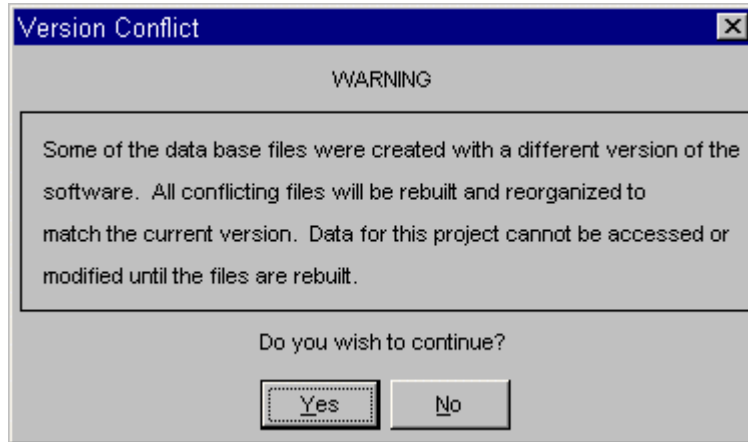 Version Conflict
WARNING
Some of the data base files were created with a different version of the
software.  All conflicting files will be rebuilt and reorganized to
match the current version.  Data for this project cannot be accessed or
modified until the files are rebuilt.
Do you wish to continue?
Yes
No